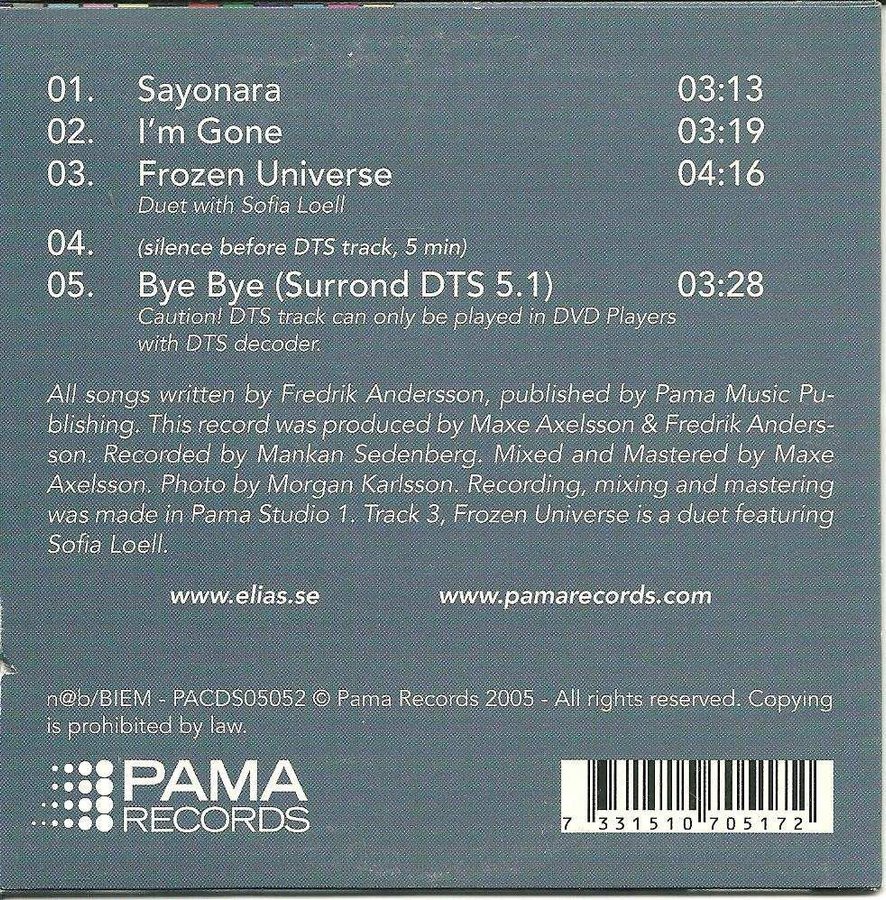 01. Sayonara 03:13
02. I'm Gone 03:19
03. Frozen Universe 04:16
Duet with Sofia Loell
04. (silence before DTS track, 5 min)
05. Bye Bye (Surrond DTS 5.1) 03:28
Caution! DTS track can only be played in DVD Players
with DTS decoder.
All songs written by Fredrik Andersson, published by Pama Music Pu-
blishing. This record was produced by Maxe Axelsson & Fredrik Anders-
son. Recorded by Mankan Sedenberg. Mixed and Mastered by Maxe
Axelsson. Photo by Morgan Karlsson. Recording, mixing and mastering
was made in Pama Studio 1. Track 3, Frozen Universe is a duet featuring
Sofia Loell.
www.elias.se www.pamarecords.com
n@b/BIEM - PACDS05052 © Pama Records 2005 - All rights reserved. Copying
is prohibited by law.
PAMA
RECORDS
7 331510 705172